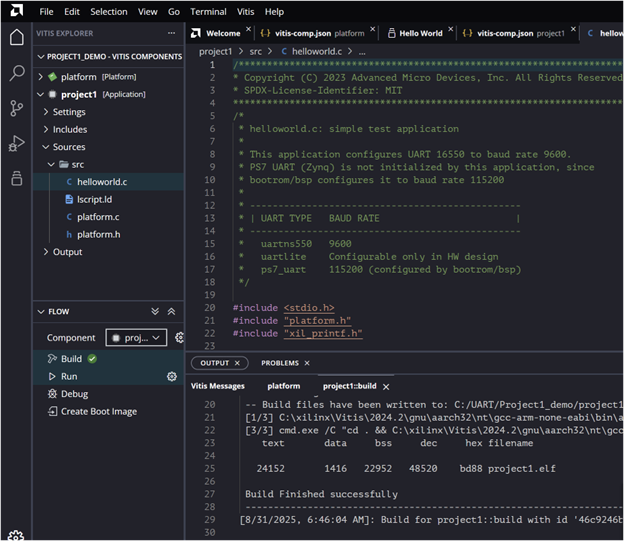 File Edit Selection View Go Terminal Vitis Help
VITIS EXPLORER ...
PROJECT1_DEMO - VITIS COMPONENTS
platform [Platform]
project1 [Application]
Settings
Includes
Sources
src
C helloworld.c
lscript.ld
C platform.c
h platform.h
Output
FLOW
Component proj...
Build
Run
Debug
Create Boot Image
Welcome × {..} vitis-comp.json platform × Hello World × {..} vitis-comp.json project1 × C hellow
project1 > src > C helloworld.c > ...
1 /******************************************************************
2 * Copyright (C) 2023 Advanced Micro Devices, Inc. All Rights Reserved
3 * SPDX-License-Identifier: MIT
4 ******************************************************************
5 /*
6 * helloworld.c: simple test application
7 *
8 * This application configures UART 16550 to baud rate 9600.
9 * PS7 UART (Zynq) is not initialized by this application, since
10 * bootrom/bsp configures it to baud rate 115200
11 *
12 * ------------------------------------------------
13 * | UART TYPE BAUD RATE |
14 * ------------------------------------------------
15 * uartns550 9600
16 * uartlite Configurable only in HW design
17 * ps7_uart 115200 (configured by bootrom/bsp)
18 */
19
20 #include <stdio.h>
21 #include "platform.h"
22 #include "xil_printf.h"
23
OUTPUT × PROBLEMS ×
Vitis Messages platform project1::build ×
20 -- Build files have been written to: C:/UART/Project1_demo/project1
21 [1/3] C:\xilinx\Vitis\2024.2\gnu\aarch32\nt\gcc-arm-none-eabi\bin\a
22 [3/3] cmd.exe /C "cd . && C:\xilinx\Vitis\2024.2\gnu\aarch32\nt\gcc
23 text data bss dec hex filename
24
25 24152 1416 22952 48520 bd88 project1.elf
26
27 Build Finished successfully
28 ------------------------------------------------------------------
29 [8/31/2025, 6:46:04 AM]: Build for project1::build with id '46c9246b
30